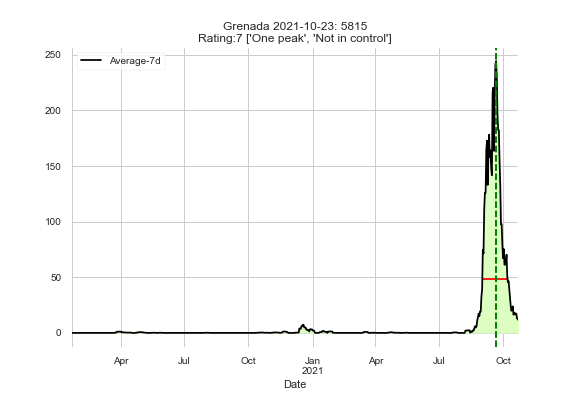 Grenada 2021-10-23: 5815
Rating:7 ['One peak', 'Not in control']
Average-7d
250
200
150
100
50
0
Apr
Jul
Oct
Jan
2021
Apr
Jul
Oct
Date